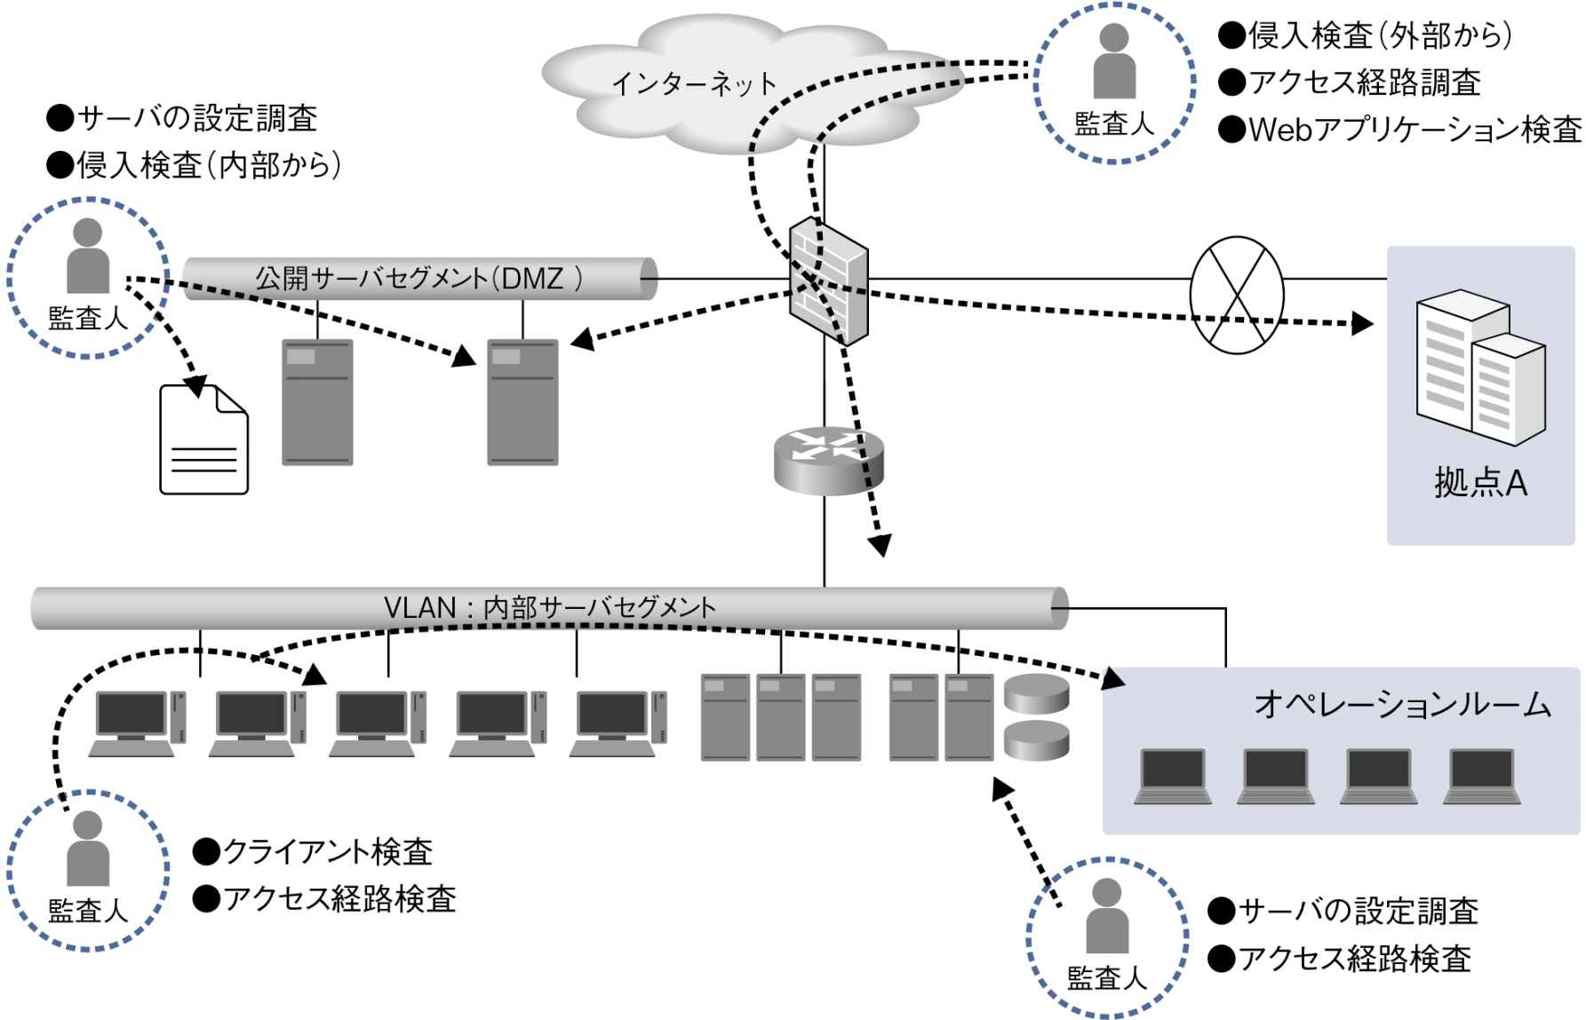 インターネット
監査人
●侵入検査（外部から）
●アクセス経路調査
●Webアプリケーション検査
●サーバの設定調査
●侵入検査（内部から）
監査人
公開サーバセグメント（DMZ ）
拠点A
VLAN：内部サーバセグメント
オペレーションルーム
監査人
●クライアント検査
●アクセス経路検査
監査人
●サーバの設定調査
●アクセス経路検査